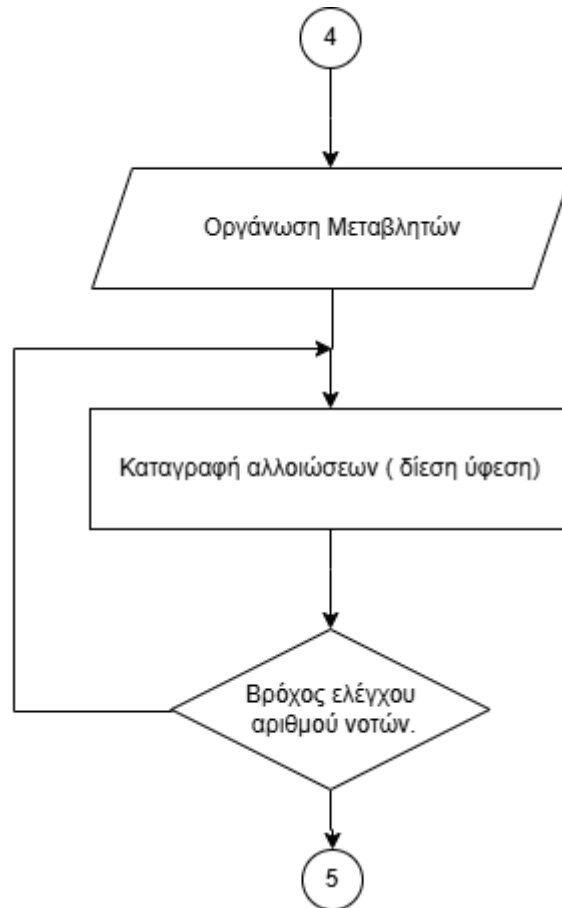 4
Οργάνωση Μεταβλητών
Καταγραφή αλλοιώσεων ( δίεση ύφεση)
Βρόχος ελέγχου
αριθμού νοτών.
5